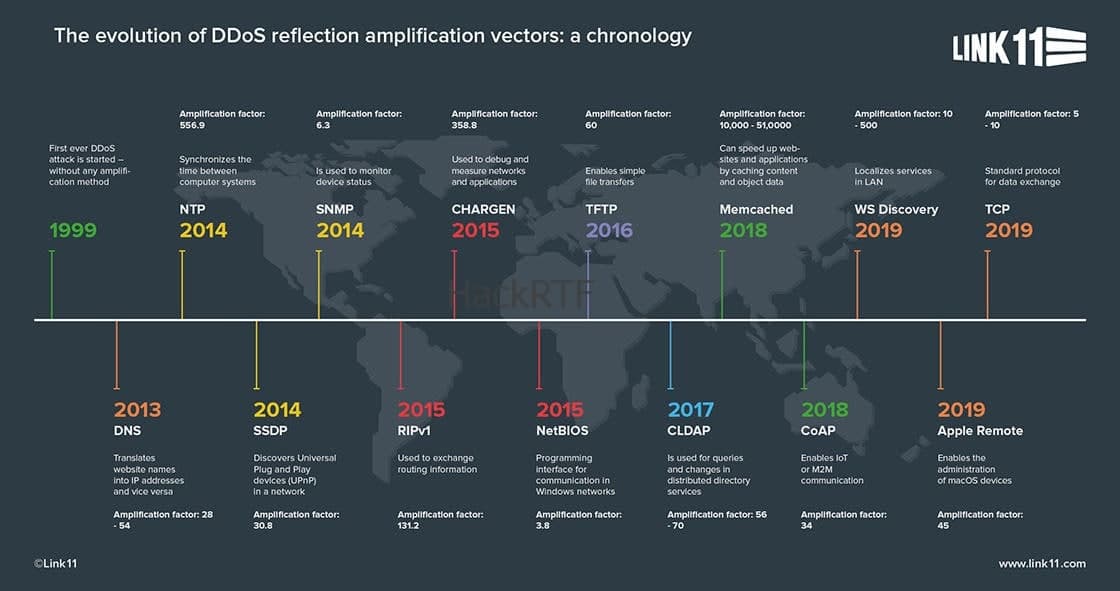 The evolution of DDoS reflection amplification vectors: a chronology
LINK11
First ever DDoS
attack is started –
without any amplifi-
cation method
1999
Amplification factor:
556.9
Synchronizes the
time between
computer systems
NTP
2014
Amplification factor:
6.3
Is used to monitor
device status
SNMP
2014
Amplification factor:
358.8
Used to debug and
measure networks
and applications
CHARGEN
2015
Amplification factor:
60
Enables simple
file transfers
TFTP
2016
Amplification factor:
10,000 - 51,0000
Can speed up web-
sites and applications
by caching content
and object data
Memcached
2018
Amplification factor: 10
- 500
Localizes services
in LAN
WS Discovery
2019
Amplification factor: 5
- 10
Standard protocol
for data exchange
TCP
2019
HackRTF
2013
DNS
Translates
website names
into IP addresses
and vice versa
Amplification factor: 28
- 54
2014
SSDP
Discovers Universal
Plug and Play
devices (UPnP)
in a network
Amplification factor:
30.8
2015
RIPv1
Used to exchange
routing information
Amplification factor:
131.2
2015
NetBIOS
Programming
interface for
communication in
Windows networks
Amplification factor:
3.8
2017
CLDAP
Is used for queries
and changes in
distributed directory
services
Amplification factor: 56
- 70
2018
CoAP
Enables IoT
or M2M
communication
Amplification factor:
34
2019
Apple Remote
Enables the
administration
of macOS devices
Amplification factor:
45
©Link11
www.link11.com